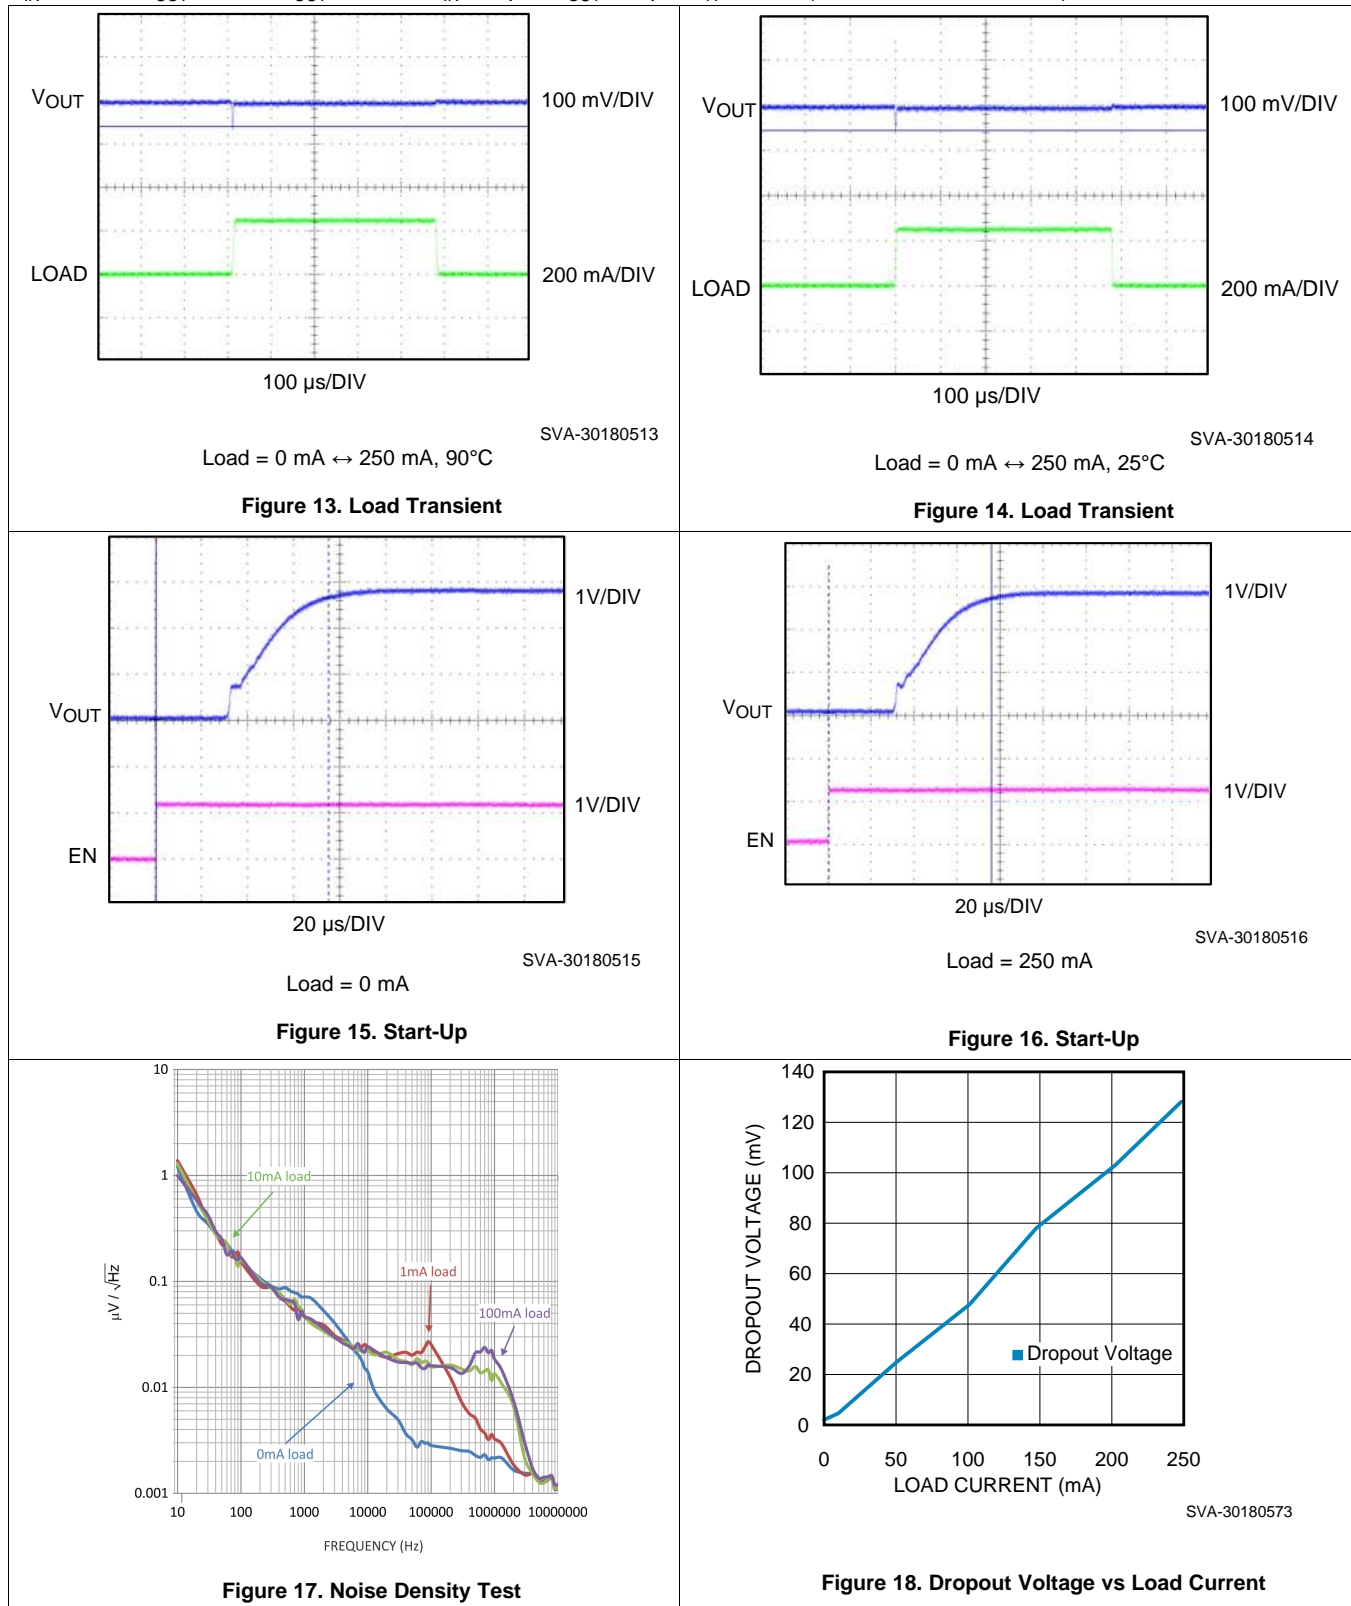 VOUT
100 mV/DIV
LOAD
200 mA/DIV
100 µs/DIV
SVA-30180513
Load = 0 mA ↔ 250 mA, 90°C
Figure 13. Load Transient
VOUT
100 mV/DIV
LOAD
200 mA/DIV
100 µs/DIV
SVA-30180514
Load = 0 mA ↔ 250 mA, 25°C
Figure 14. Load Transient
1V/DIV
VOUT
1V/DIV
EN
20 µs/DIV
SVA-30180515
Load = 0 mA
Figure 15. Start-Up
1V/DIV
VOUT
1V/DIV
EN
20 µs/DIV
SVA-30180516
Load = 250 mA
Figure 16. Start-Up
10
1
0.1
0.01
0.001
µV / √Hz
10mA load
1mA load
100mA load
0mA load
10 100 1000 10000 100000 1000000 10000000
FREQUENCY (Hz)
Figure 17. Noise Density Test
140
120
100
80
60
40
20
0
DROPOUT VOLTAGE (mV)
Dropout Voltage
0 50 100 150 200 250
LOAD CURRENT (mA)
SVA-30180573
Figure 18. Dropout Voltage vs Load Current